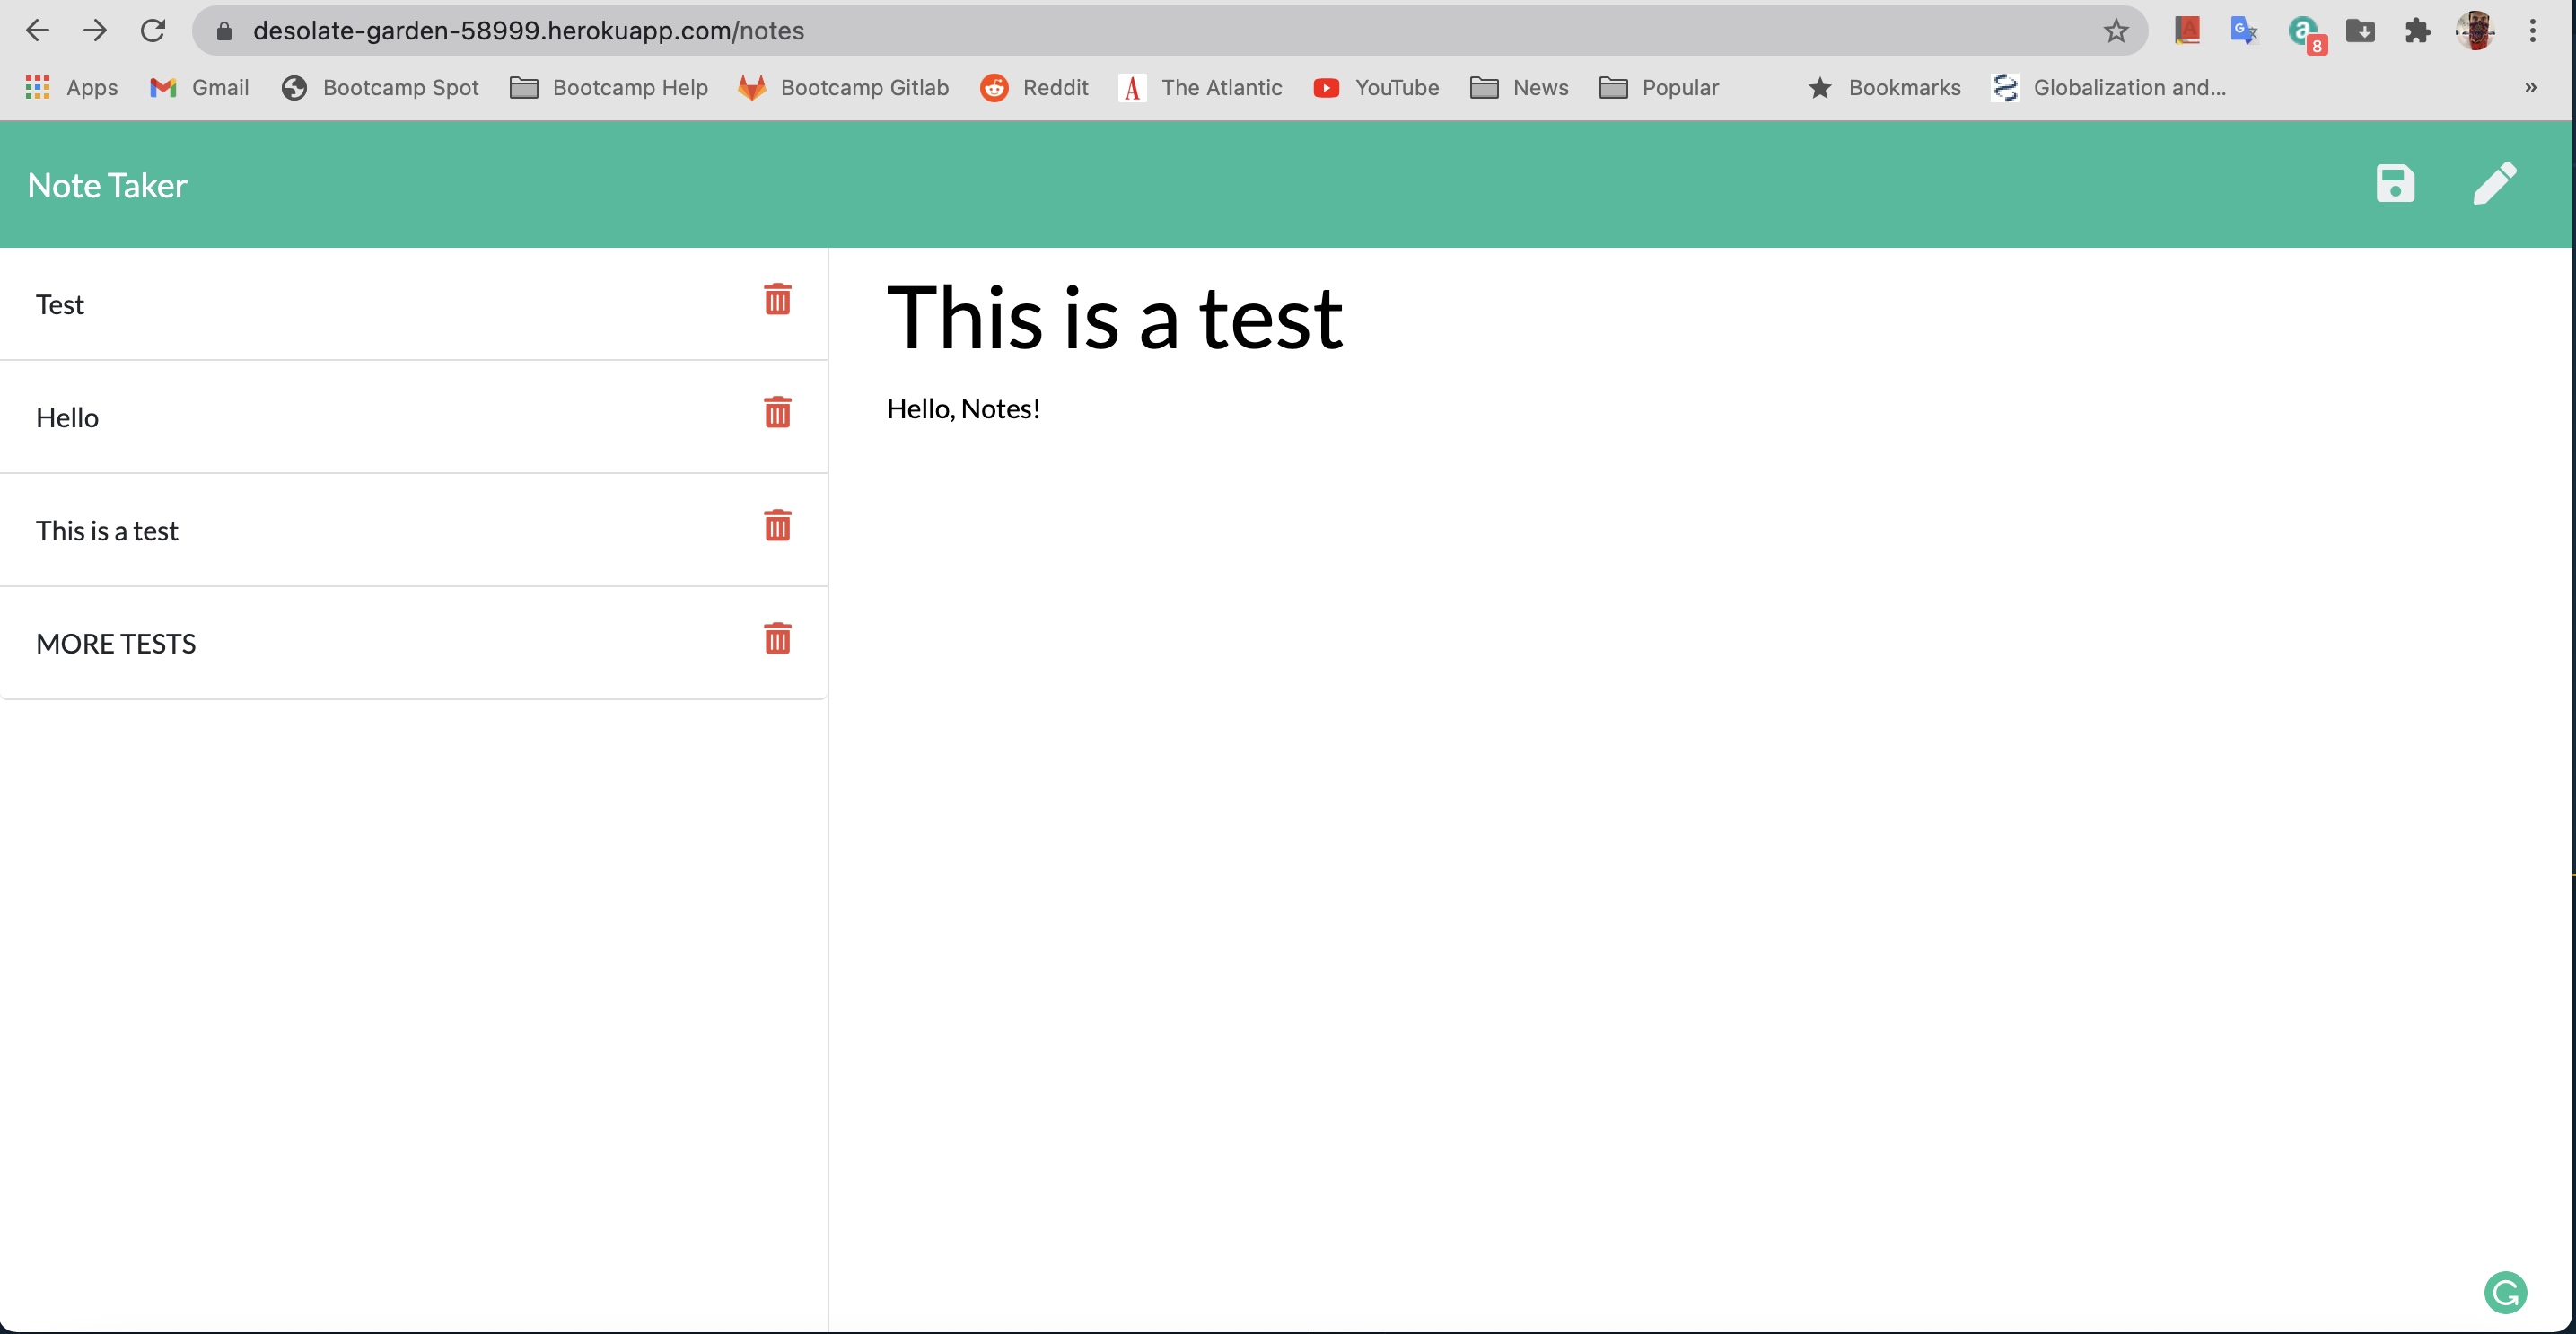 desolate-garden-58999.herokuapp.com/notes
8
Apps Gmail Bootcamp Spot Bootcamp Help Bootcamp Gitlab Reddit The Atlantic YouTube News Popular Bookmarks Globalization and... »
Note Taker
Test
Hello
This is a test
MORE TESTS
This is a test
Hello, Notes!